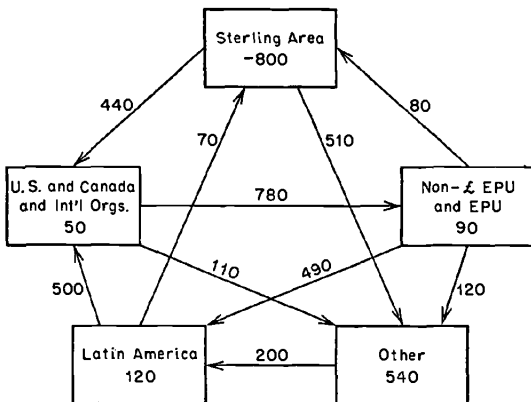 Sterling Area
-800
440
70
510
80
U.S. and Canada
and Int'l Orgs.
50
780
Non-£ EPU
and EPU
90
500
110
490
120
Latin America
120
200
Other
540